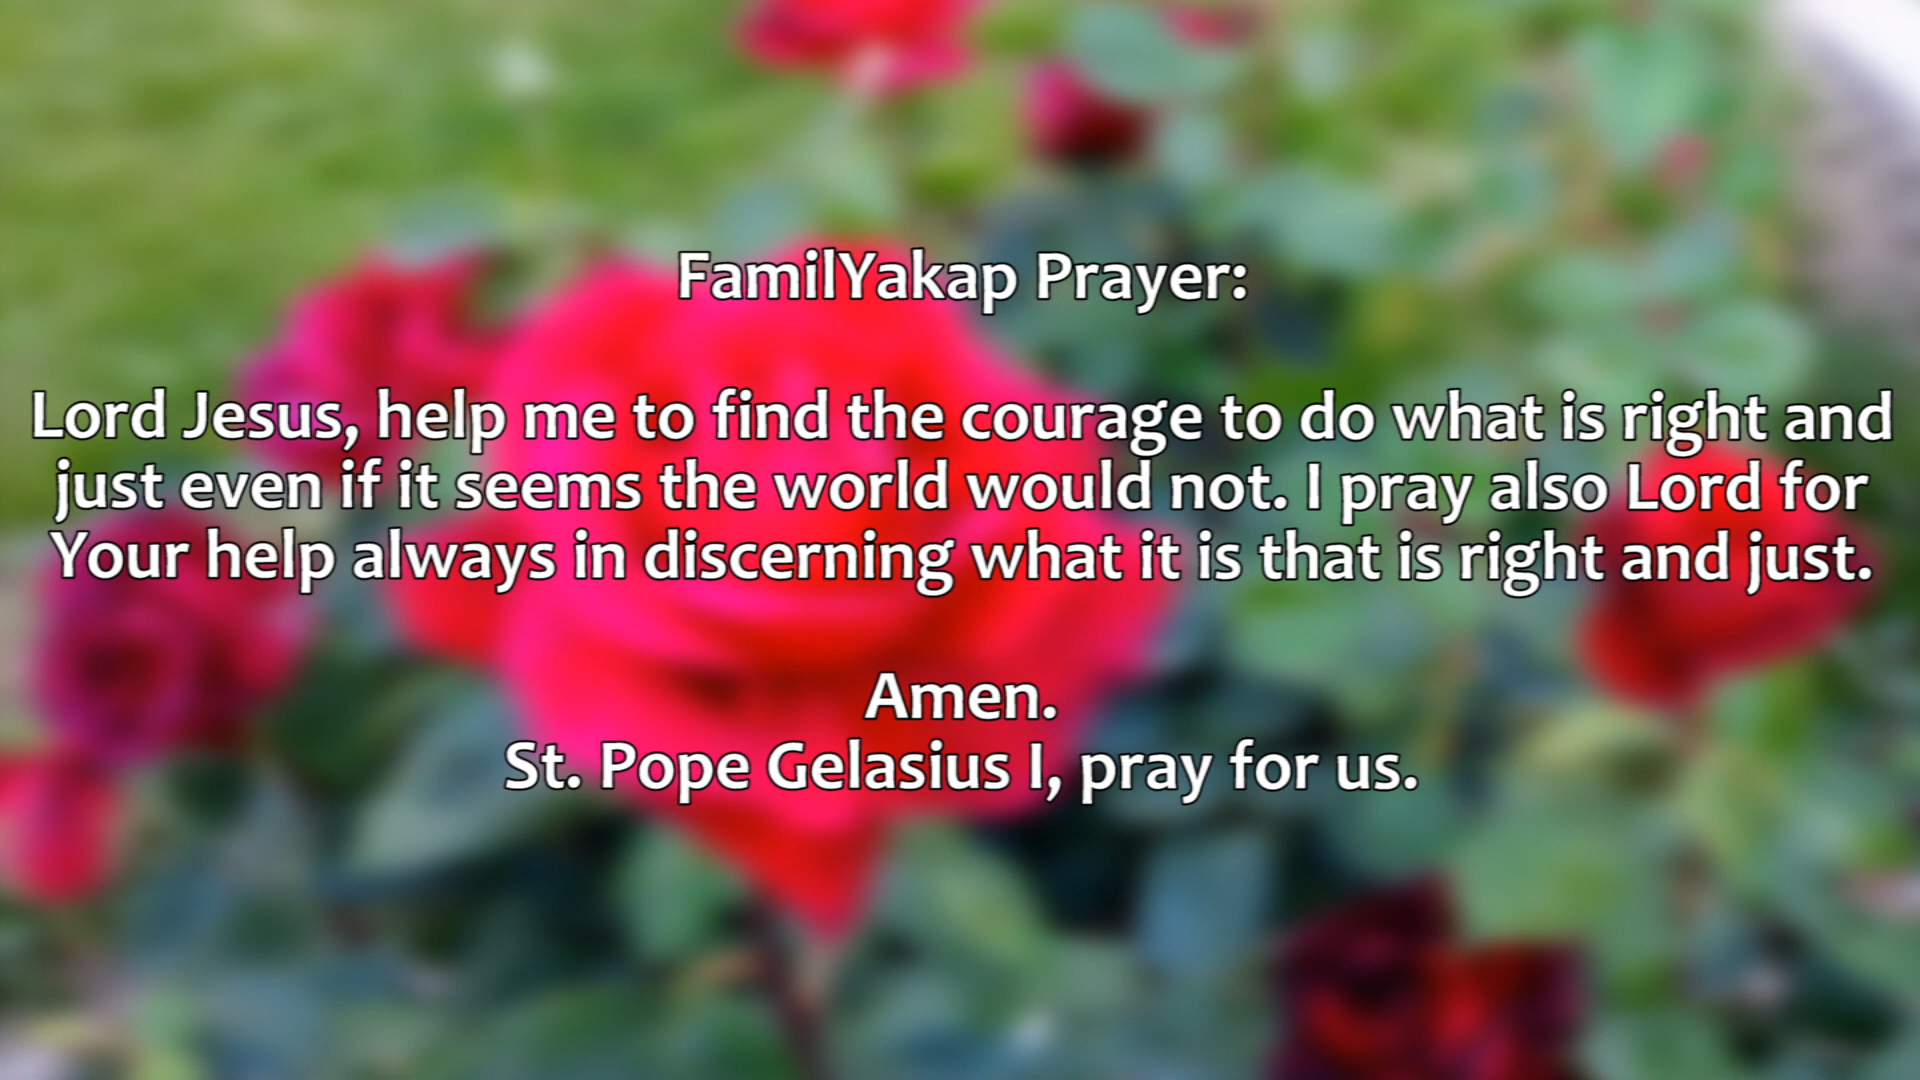 FamilYakap Prayer:
Lord Jesus, help me to find the courage to do what is right and
just even if it seems the world would not. I pray also Lord for
Your help always in discerning what it is that is right and just.
Amen.
St. Pope Gelasius I, pray for us.